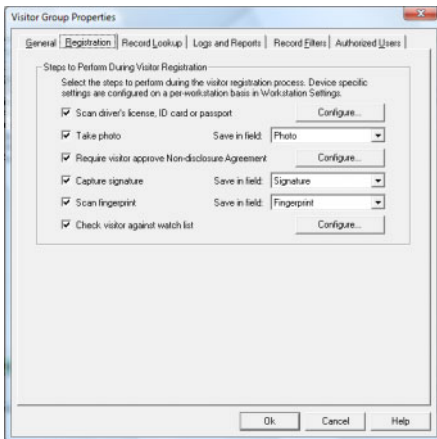 Visitor Group Properties
General Registration Record Lookup Logs and Reports Record Filters Authorized Users
Steps to Perform During Visitor Registration
Select the steps to perform during the visitor registration process. Device specific
settings are configured on a per-workstation basis in Workstation Settings.
Scan driver's license, ID card or passport Configure...
Take photo Save in field: Photo
Require visitor approve Non-disclosure Agreement Configure...
Capture signature Save in field: Signature
Scan fingerprint Save in field: Fingerprint
Check visitor against watch list Configure...
Ok Cancel Help